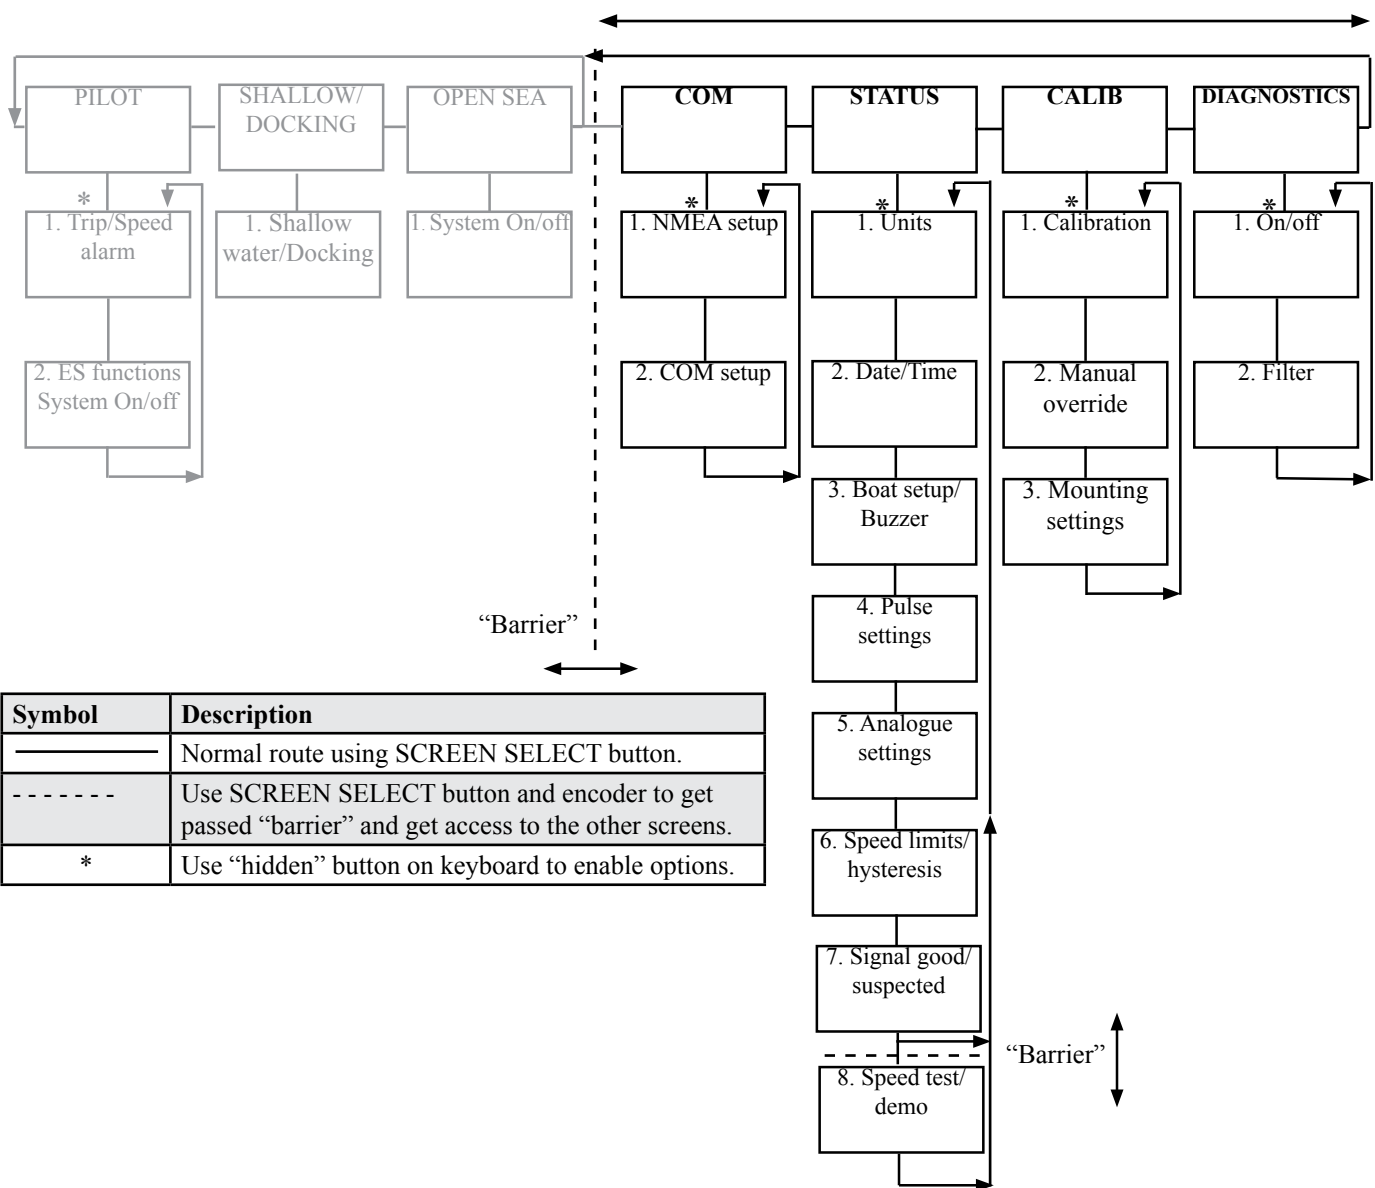 PILOT
SHALLOW/
DOCKING
OPEN SEA
COM
STATUS
CALIB
DIAGNOSTICS
*
*
*
*
*
1. Trip/Speed
alarm
1. Shallow
water/Docking
1. System On/off
1. NMEA setup
1. Units
1. Calibration
1. On/off
2. ES functions
System On/off
2. COM setup
2. Date/Time
2. Manual
override
2. Filter
3. Boat setup/
Buzzer
3. Mounting
settings
“Barrier”
4. Pulse
settings
5. Analogue
settings
6. Speed limits/
hysteresis
7. Signal good/
suspected
“Barrier”
8. Speed test/
demo
Symbol Description
Normal route using SCREEN SELECT button.
- - - - - - - Use SCREEN SELECT button and encoder to get
passed “barrier” and get access to the other screens.
* Use “hidden” button on keyboard to enable options.